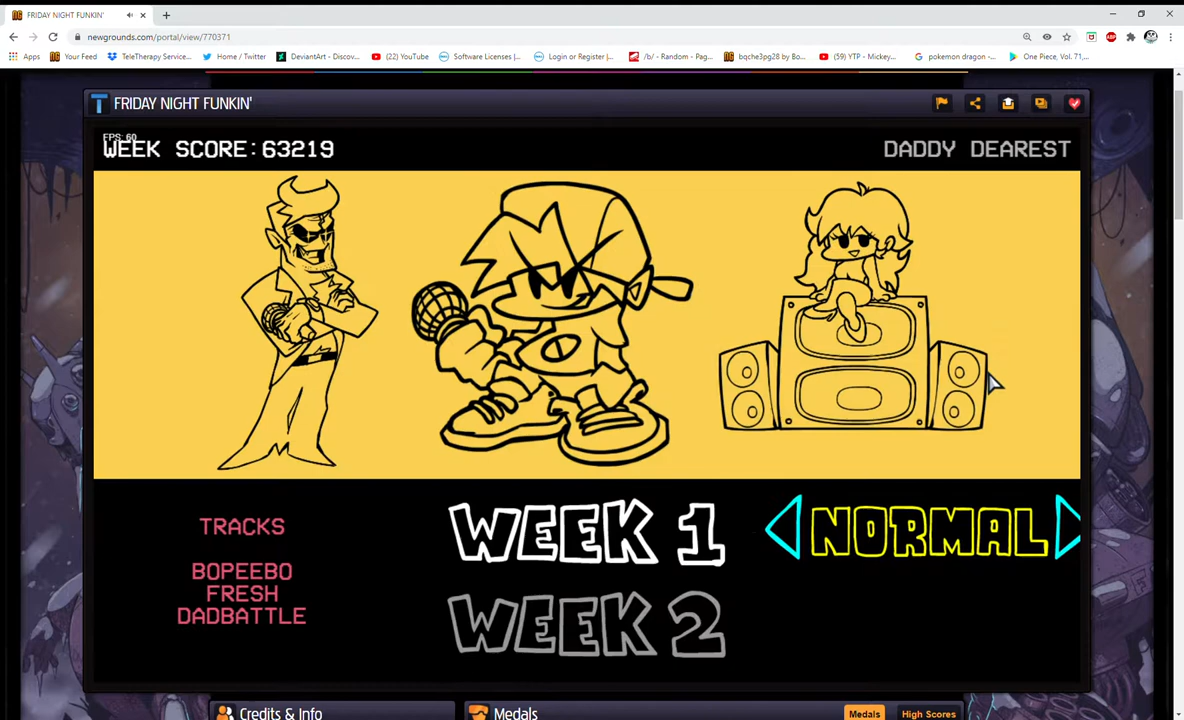 FRIDAY NIGHT FUNKIN'
newgrounds.com/portal/view/770371
Apps
Your Feed
TeleTherapy Service...
Home / Twitter
DeviantArt - Discov...
(22) YouTube
Software Licenses |...
Login or Register |...
/b/ - Random - Pag...
bqche3pg28 by Bo...
(59) YTP - Mickey...
pokemon dragon -...
One Piece, Vol. 71,...
FRIDAY NIGHT FUNKIN'
FPS: 60
WEEK SCORE:63219
DADDY DEAREST
TRACKS
WEEK 1
NORMAL
BOPEEBO
FRESH
DADBATTLE
WEEK 2
Credits & Info
Medals
Medals
High Scores